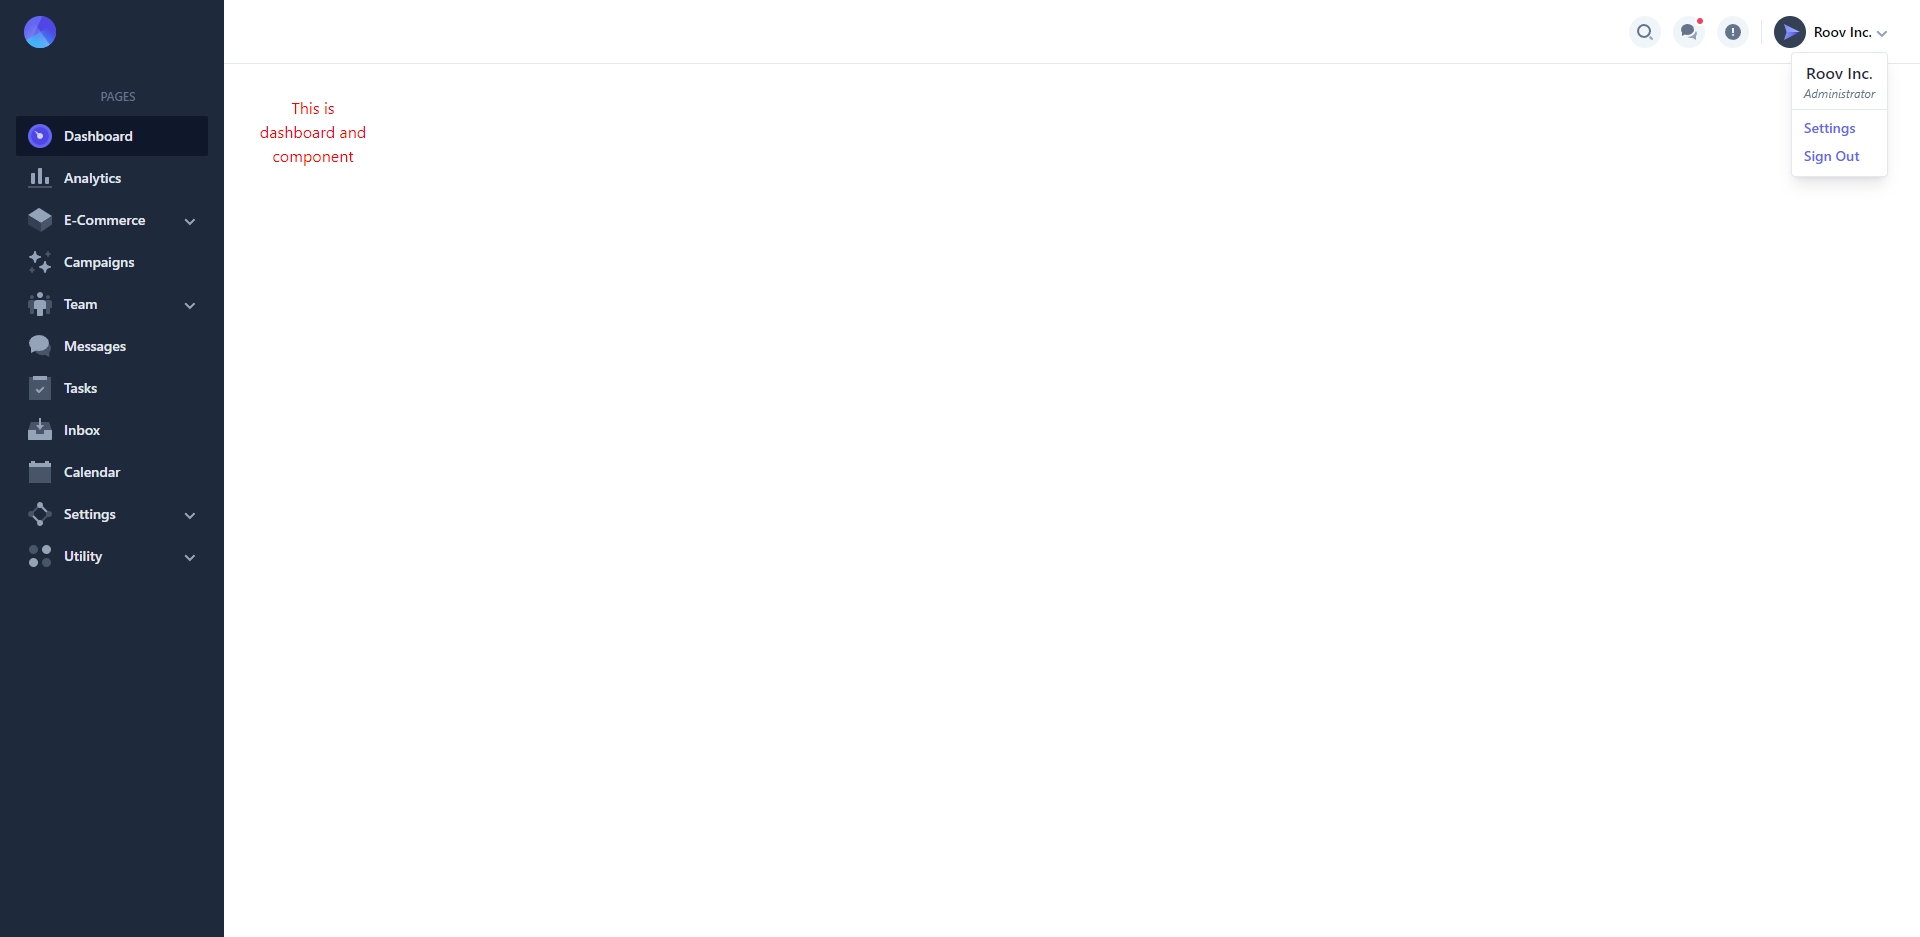 Roov Inc.
PAGES
Dashboard
Analytics
E-Commerce
Campaigns
Team
Messages
Tasks
Inbox
Calendar
Settings
Utility
This is
dashboard and
component
Roov Inc.
Administrator
Settings
Sign Out